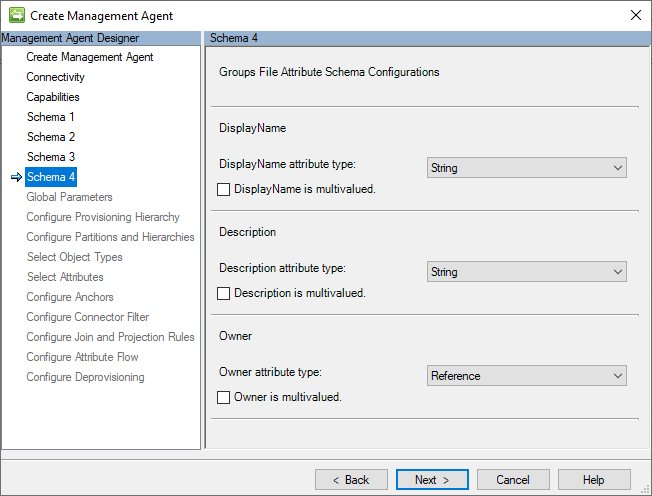 Create Management Agent
Management Agent Designer
Create Management Agent
Connectivity
Capabilities
Schema 1
Schema 2
Schema 3
Schema 4
Global Parameters
Configure Provisioning Hierarchy
Configure Partitions and Hierarchies
Select Object Types
Select Attributes
Configure Anchors
Configure Connector Filter
Configure Join and Projection Rules
Configure Attribute Flow
Configure Deprovisioning
Schema 4
Groups File Attribute Schema Configurations
DisplayName
DisplayName attribute type: String
DisplayName is multivalued.
Description
Description attribute type: String
Description is multivalued.
Owner
Owner attribute type: Reference
Owner is multivalued.
< Back Next > Cancel Help